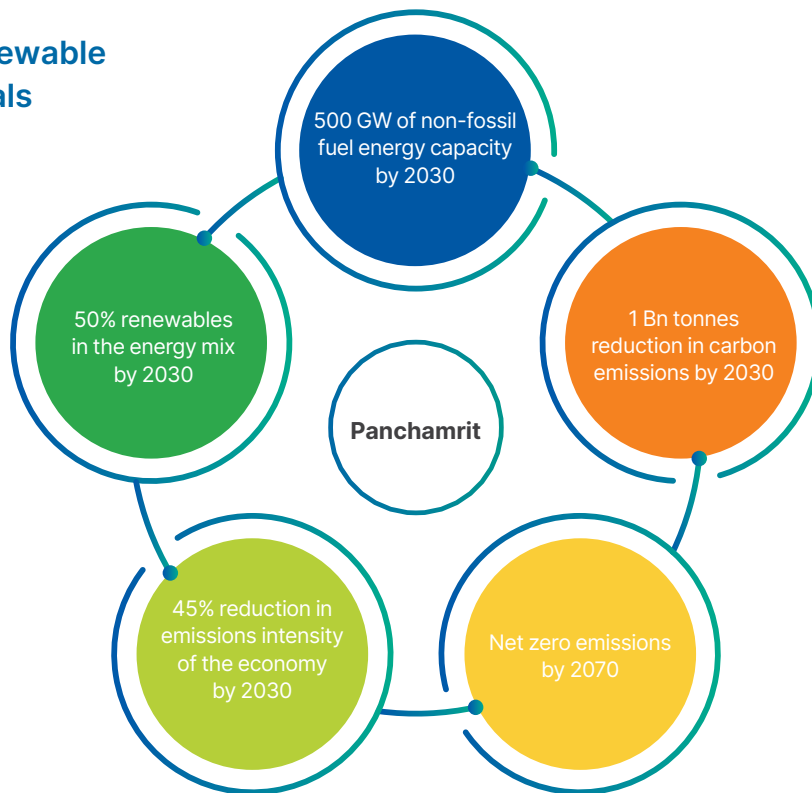 ewable
als
500 GW of non-fossil
fuel energy capacity
by 2030
50% renewables
in the energy mix
by 2030
1 Bn tonnes
reduction in carbon
emissions by 2030
Panchamrit
45% reduction in
emissions intensity
of the economy
by 2030
Net zero emissions
by 2070